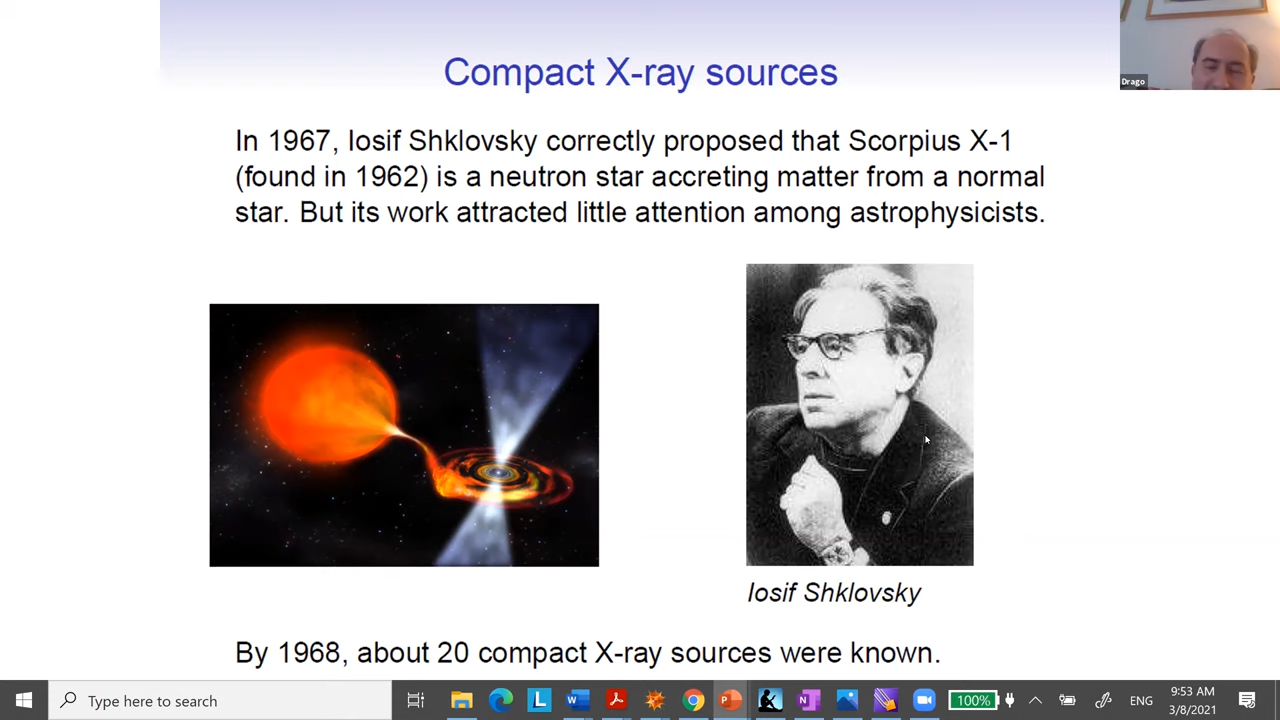 Compact X-ray sources
Drago
In 1967, Iosif Shklovsky correctly proposed that Scorpius X-1
(found in 1962) is a neutron star accreting matter from a normal
star. But its work attracted little attention among astrophysicists.
Iosif Shklovsky
By 1968, about 20 compact X-ray sources were known.
Type here to search
100%
ENG
9:53 AM
3/8/2021